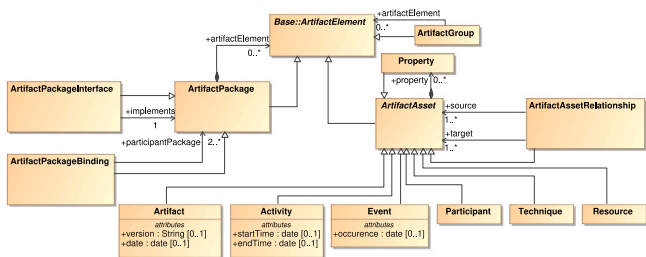 Base::ArtifactElement
+artifactElement
0..*
ArtifactGroup
+artifactElement
0..*
Property
+property
0..*
ArtifactPackageInterface
+implements
1
ArtifactPackage
ArtifactAsset
+source
1..*
+target
1..*
ArtifactAssetRelationship
+participantPackage
2..*
ArtifactPackageBinding
Artifact
attributes
+version : String [0..1]
+date : date [0..1]
Activity
attributes
+startTime : date [0..1]
+endTime : date [0..1]
Event
attributes
+occurence : date [0..1]
Participant
Technique
Resource